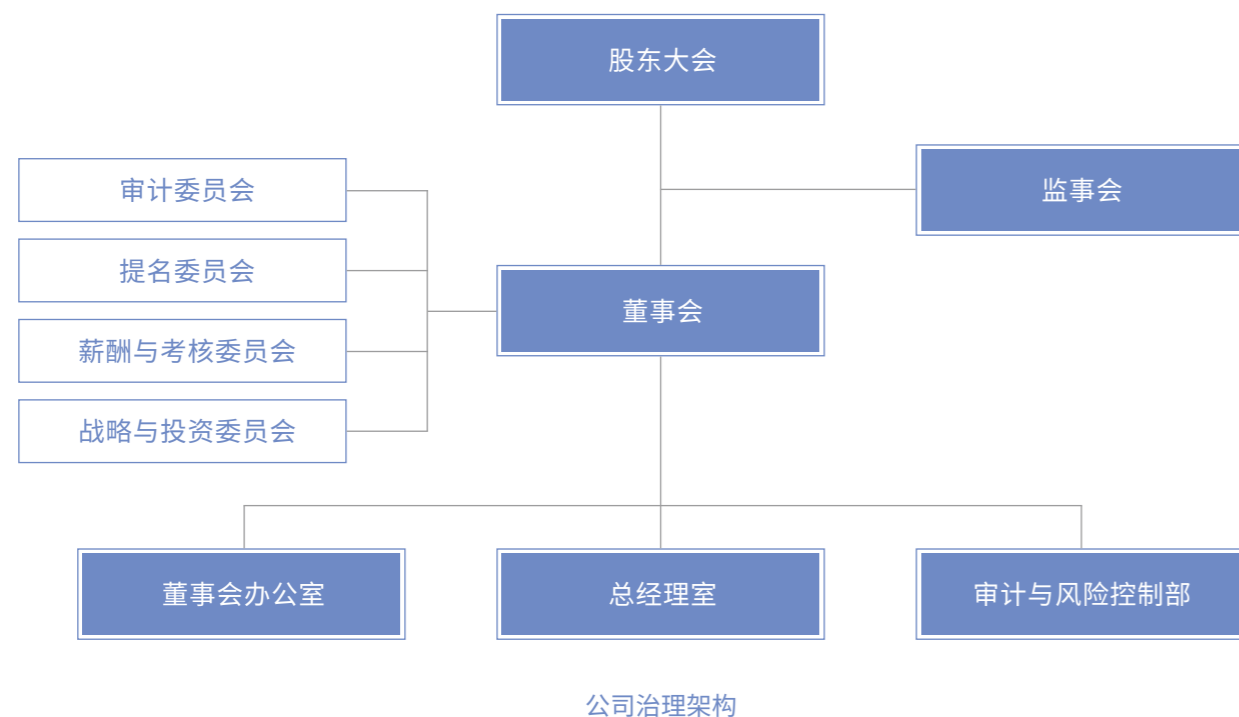 股东大会
监事会
审计委员会
提名委员会
董事会
薪酬与考核委员会
战略与投资委员会
董事会办公室
总经理室
审计与风险控制部
公司治理架构